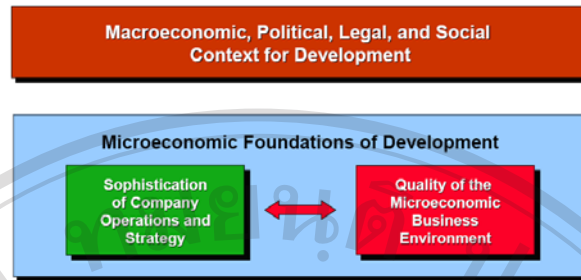 Macroeconomic, Political, Legal, and Social
Context for Development
Microeconomic Foundations of Development
Sophistication
of Company
Operations and
Strategy
Quality of the
Microeconomic
Business
Environment